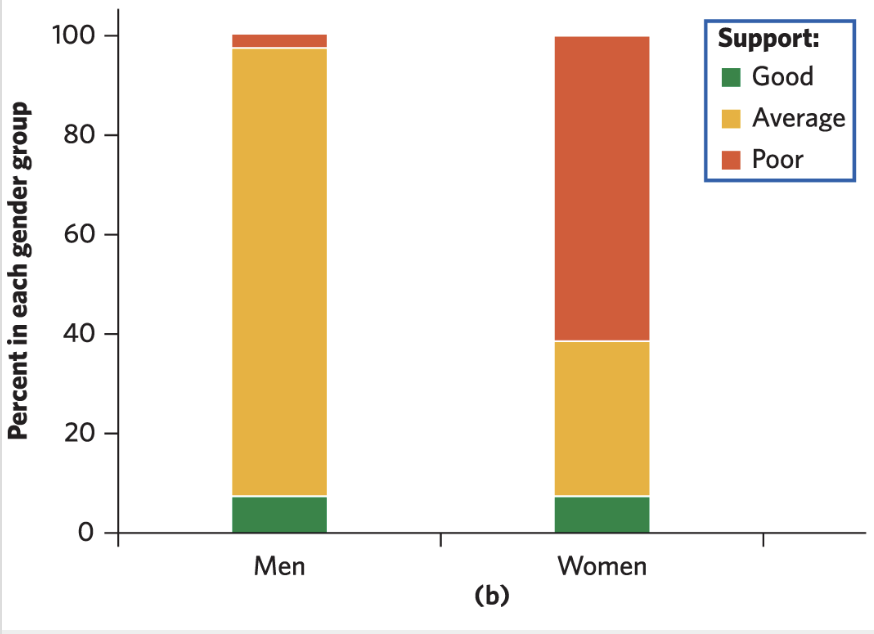 Percent in each gender group
100
80
60
40
20
0
Men
Women
(b)
Support:
Good
Average
Poor